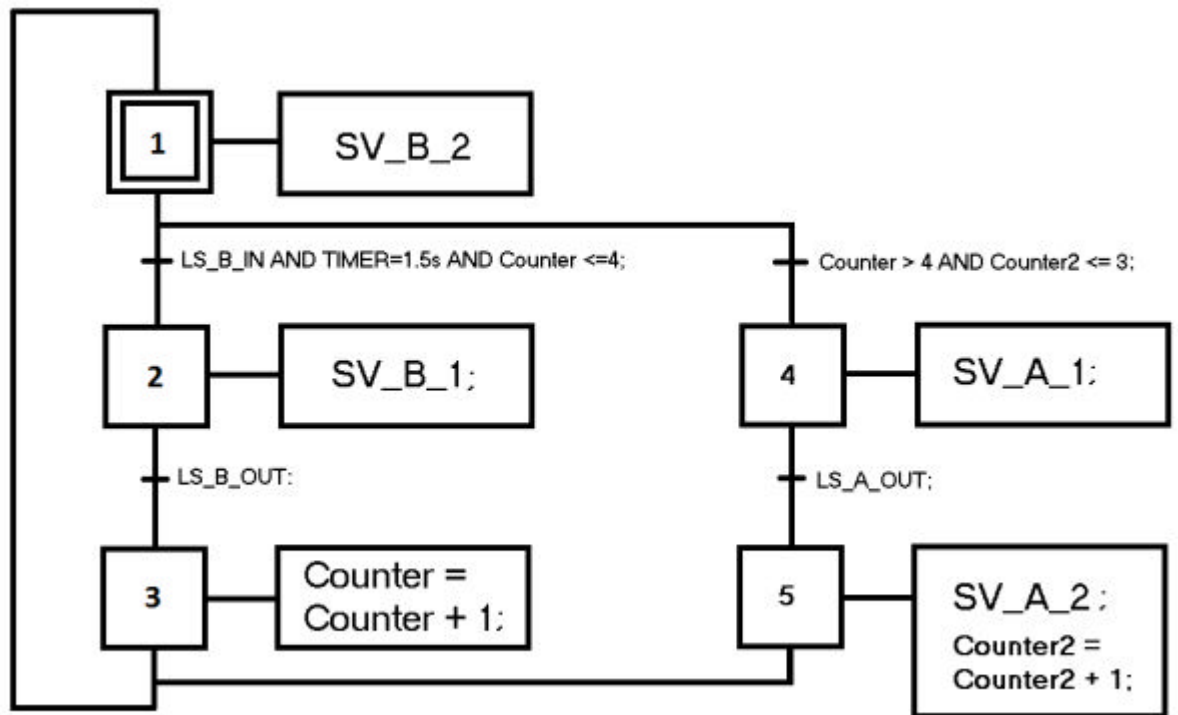 1
SV_B_2
LS_B_IN AND TIMER=1.5s AND Counter <=4;
Counter > 4 AND Counter2 <= 3;
2
SV_B_1;
4
SV_A_1;
LS_B_OUT:
LS_A_OUT;
3
Counter =
Counter + 1;
5
SV_A_2 ;
Counter2 =
Counter2 + 1;